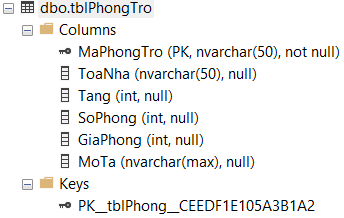 dbo.tblPhongTro
Columns
MaPhongTro (PK, nvarchar(50), not null)
ToaNha (nvarchar(50), null)
Tang (int, null)
SoPhong (int, null)
GiaPhong (int, null)
MoTa (nvarchar(max), null)
Keys
PK__tblPhong__CEEDF1E105A3B1A2